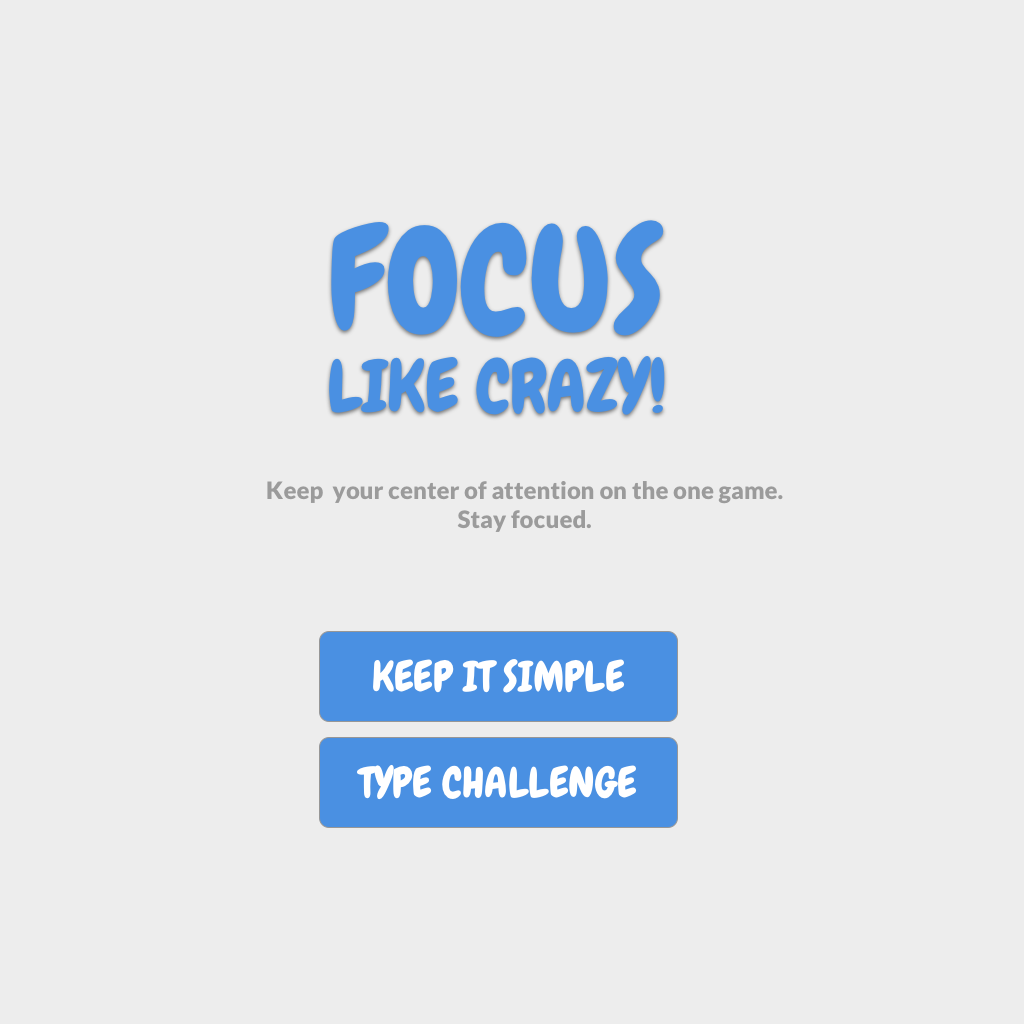 FOCUS
LIKE CRAZY!
Keep  your center of attention on the one game.
Stay focued.
KEEP IT SIMPLE
TYPE CHALLENGE